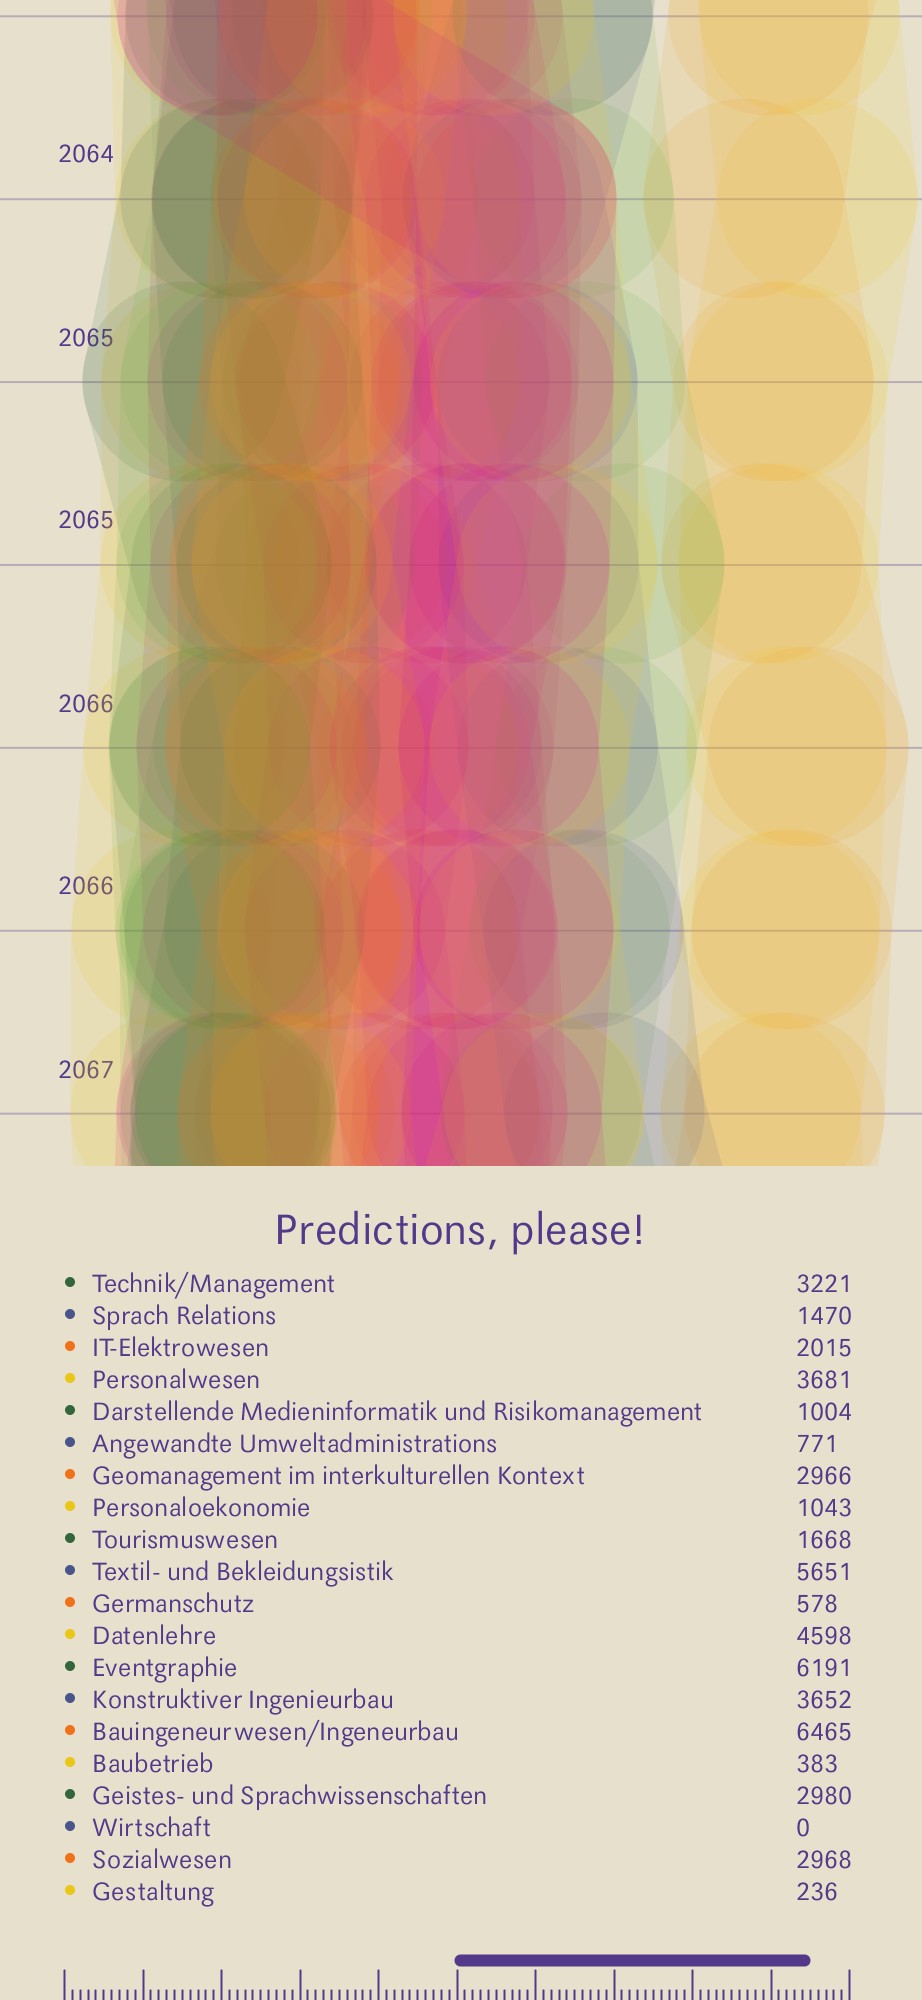 2064
2065
2065
2066
2066
2067
Predictions, please!
Technik/Management 3221
Sprach Relations 1470
IT-Elektrowesen 2015
Personalwesen 3681
Darstellende Medieninformatik und Risikomanagement 1004
Angewandte Umweltadministrations 771
Geomanagement im interkulturellen Kontext 2966
Personaloekonomie 1043
Tourismuswesen 1668
Textil- und Bekleidungsistik 5651
Germanschutz 578
Datenlehre 4598
Eventgraphie 6191
Konstruktiver Ingenieurbau 3652
Bauingeneurwesen/Ingeneurbau 6465
Baubetrieb 383
Geistes- und Sprachwissenschaften 2980
Wirtschaft 0
Sozialwesen 2968
Gestaltung 236